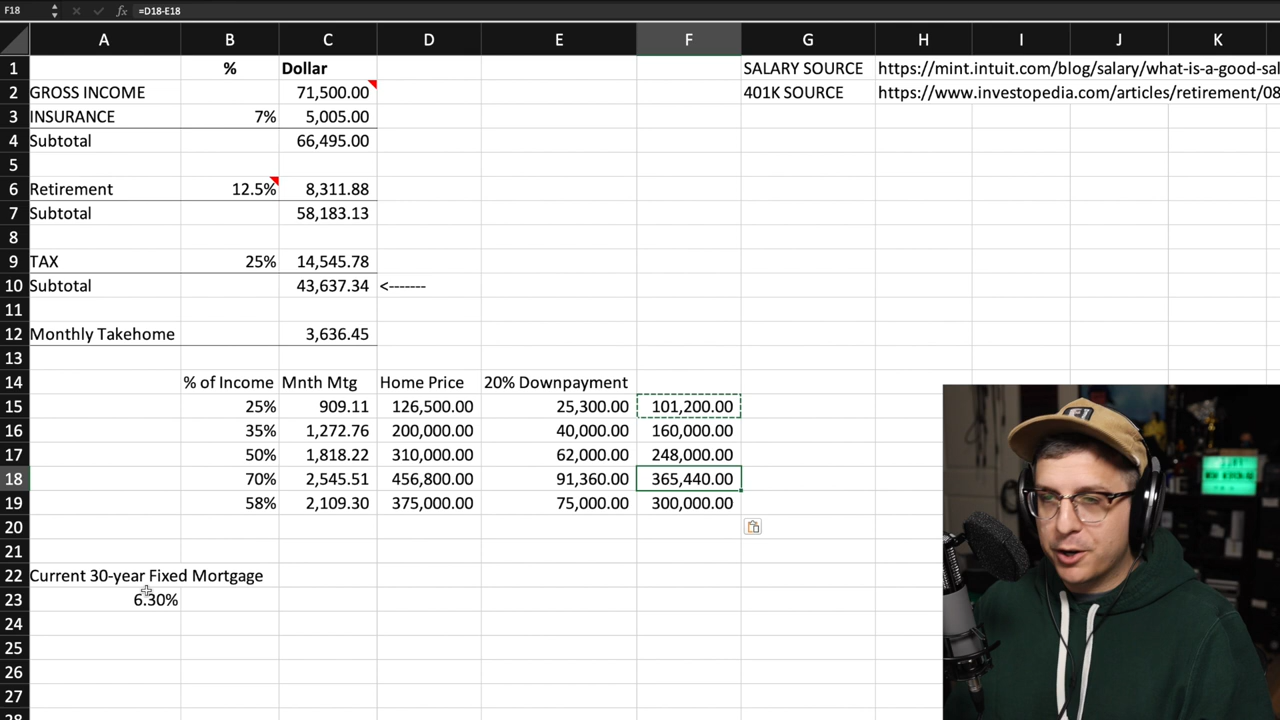 F18 fx =D18-E18
A B C D E F G H I J K
1 % Dollar SALARY SOURCE https://mint.intuit.com/blog/salary/what-is-a-good-sal
2 GROSS INCOME 71,500.00 401K SOURCE https://www.investopedia.com/articles/retirement/08
3 INSURANCE 7% 5,005.00
4 Subtotal 66,495.00
5
6 Retirement 12.5% 8,311.88
7 Subtotal 58,183.13
8
9 TAX 25% 14,545.78
10 Subtotal 43,637.34 <-------
11
12 Monthly Takehome 3,636.45
13
14 % of Income Mnth Mtg Home Price 20% Downpayment
15 25% 909.11 126,500.00 25,300.00 101,200.00
16 35% 1,272.76 200,000.00 40,000.00 160,000.00
17 50% 1,818.22 310,000.00 62,000.00 248,000.00
18 70% 2,545.51 456,800.00 91,360.00 365,440.00
19 58% 2,109.30 375,000.00 75,000.00 300,000.00
20
21
22 Current 30-year Fixed Mortgage
23 6.30%
24
25
26
27
28